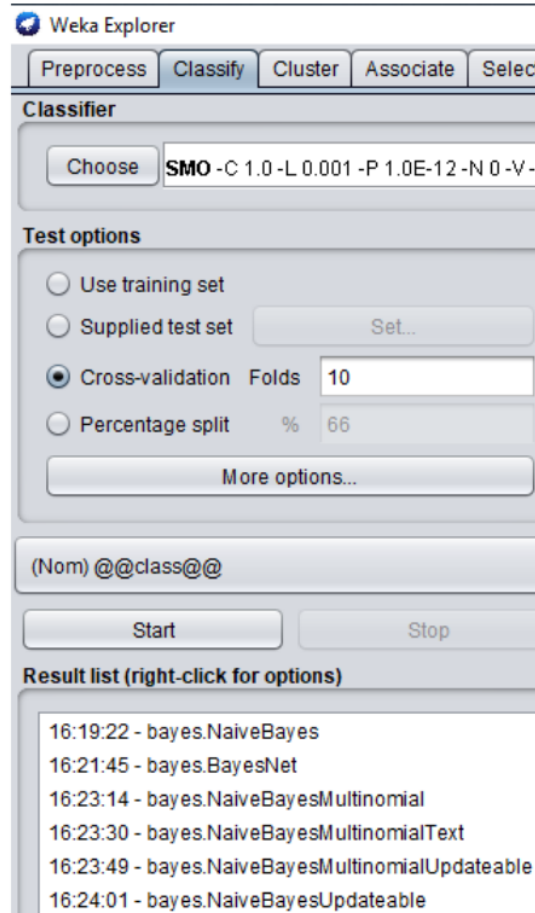 Weka Explorer
Preprocess Classify Cluster Associate Selec
Classifier
Choose SMO -C 1.0 -L 0.001 -P 1.0E-12 -N 0 -V -
Test options
Use training set
Supplied test set Set...
Cross-validation Folds 10
Percentage split % 66
More options...
(Nom) @@class@@
Start Stop
Result list (right-click for options)
16:19:22 - bayes.NaiveBayes
16:21:45 - bayes.BayesNet
16:23:14 - bayes.NaiveBayesMultinomial
16:23:30 - bayes.NaiveBayesMultinomialText
16:23:49 - bayes.NaiveBayesMultinomialUpdateable
16:24:01 - bayes.NaiveBayesUpdateable